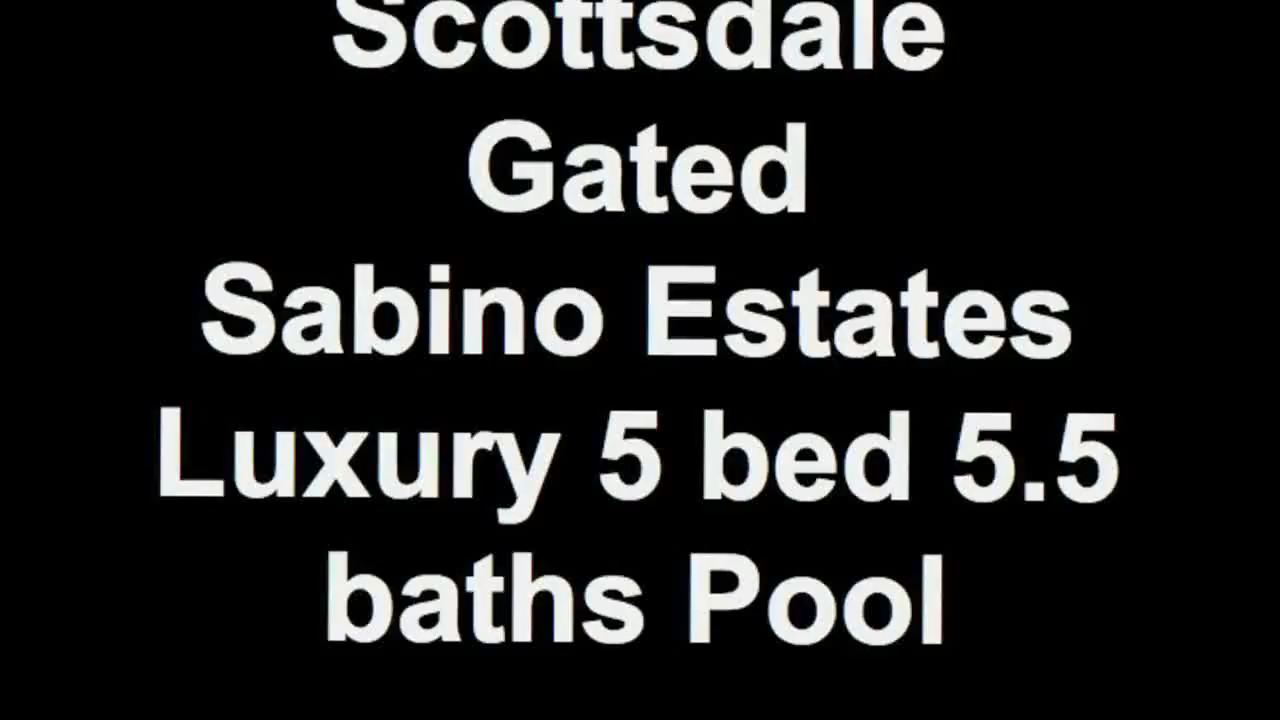 Scottsdale
Gated
Sabino Estates
Luxury 5 bed 5.5
baths Pool